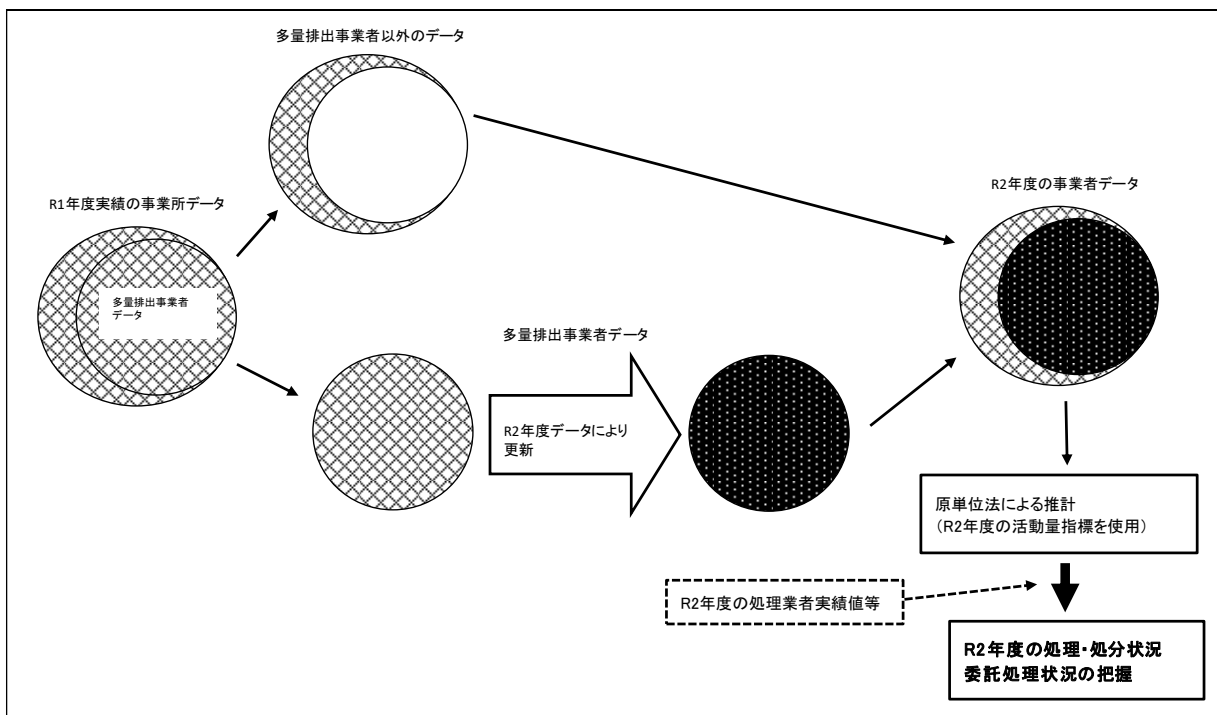 多量排出事業者以外のデータ
R1年度実績の事業所データ
多量排出事業者
データ
多量排出事業者データ
R2年度データにより
更新
R2年度の事業者データ
原単位法による推計
（R2年度の活動量指標を使用）
R2年度の処理業者実績値等
R2年度の処理・処分状況
委託処理状況の把握